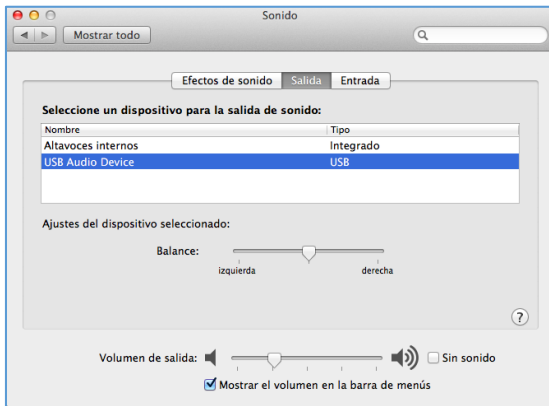 Sonido
Mostrar todo
Efectos de sonido Salida Entrada
Seleccione un dispositivo para la salida de sonido:
Nombre Tipo
Altavoces internos Integrado
USB Audio Device USB
Ajustes del dispositivo seleccionado:
Balance:
izquierda derecha
?
Volumen de salida: Sin sonido
Mostrar el volumen en la barra de menús